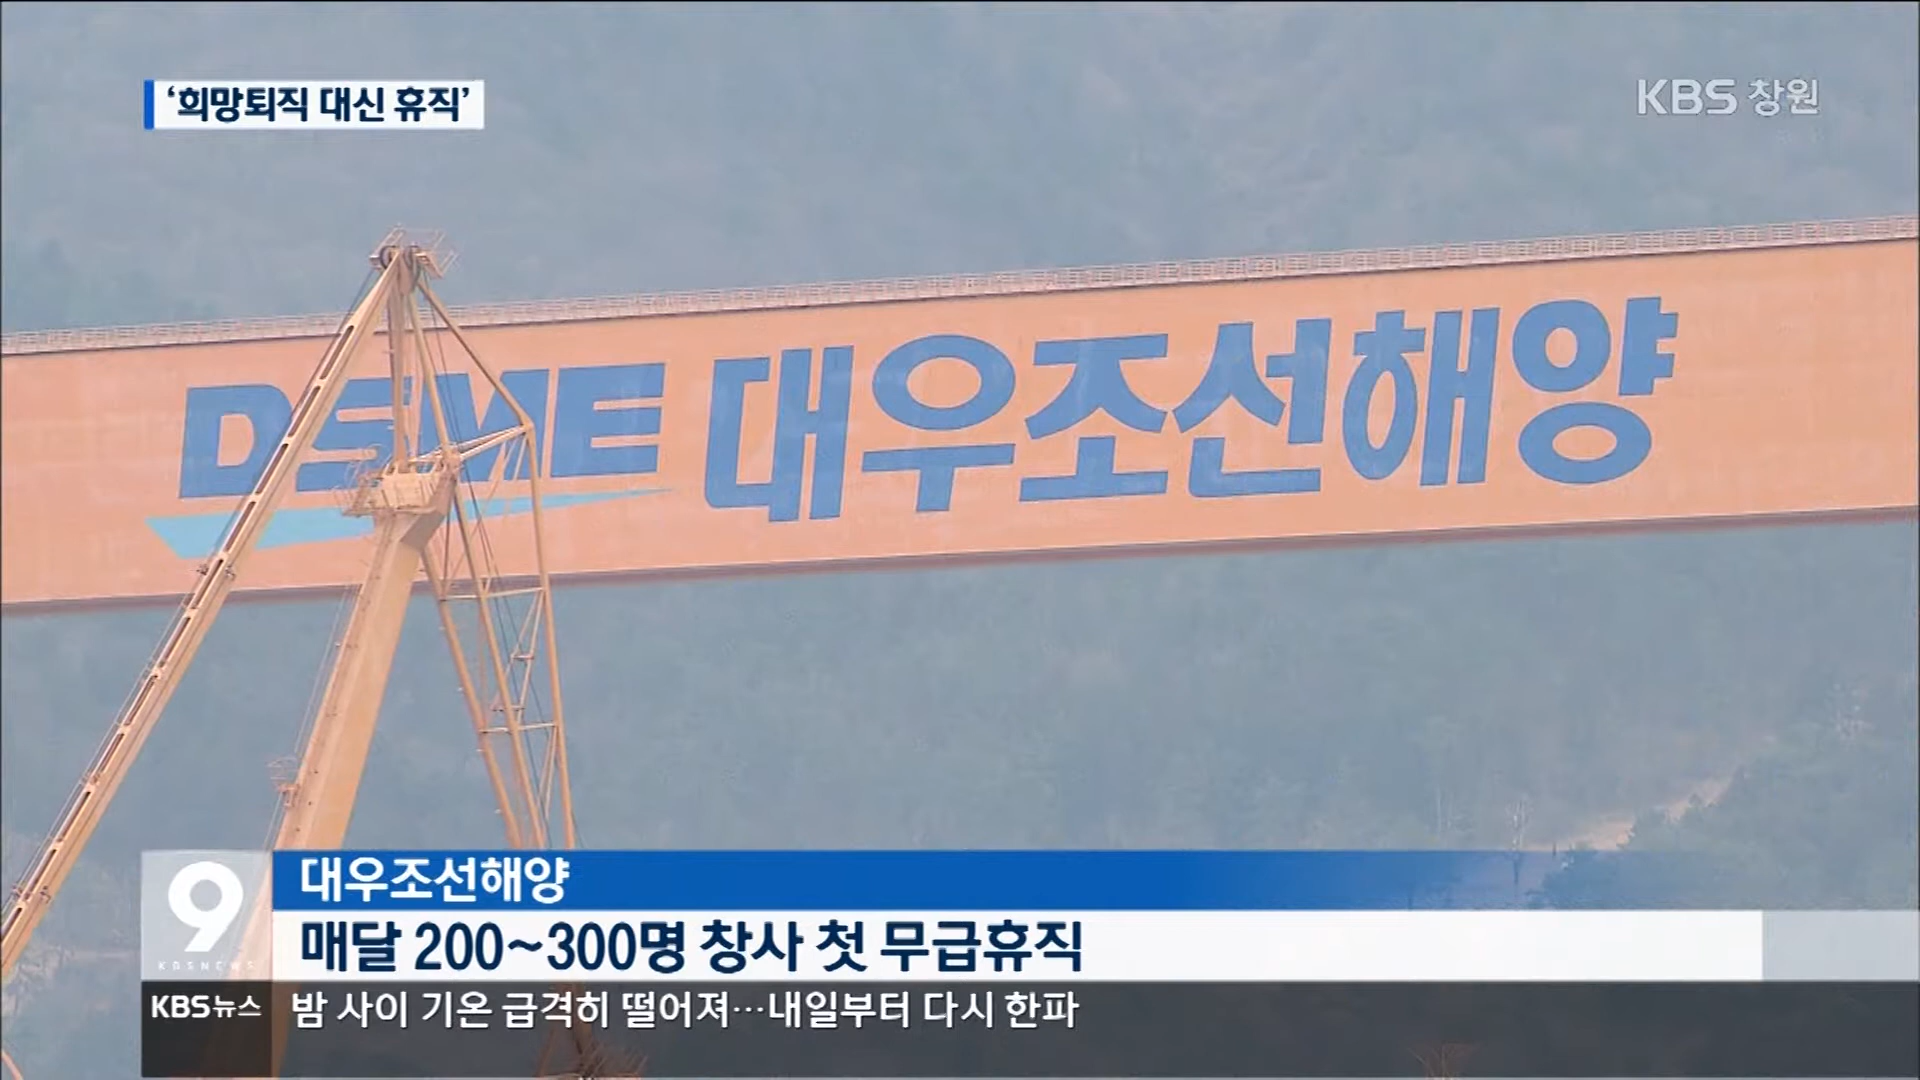 ‘희망퇴직 대신 휴직’
KBS 창원
DSME 대우조선해양
9
KBS NEWS
대우조선해양
매달 200~300명 창사 첫 무급휴직
KBS뉴스
밤 사이 기온 급격히 떨어져…내일부터 다시 한파